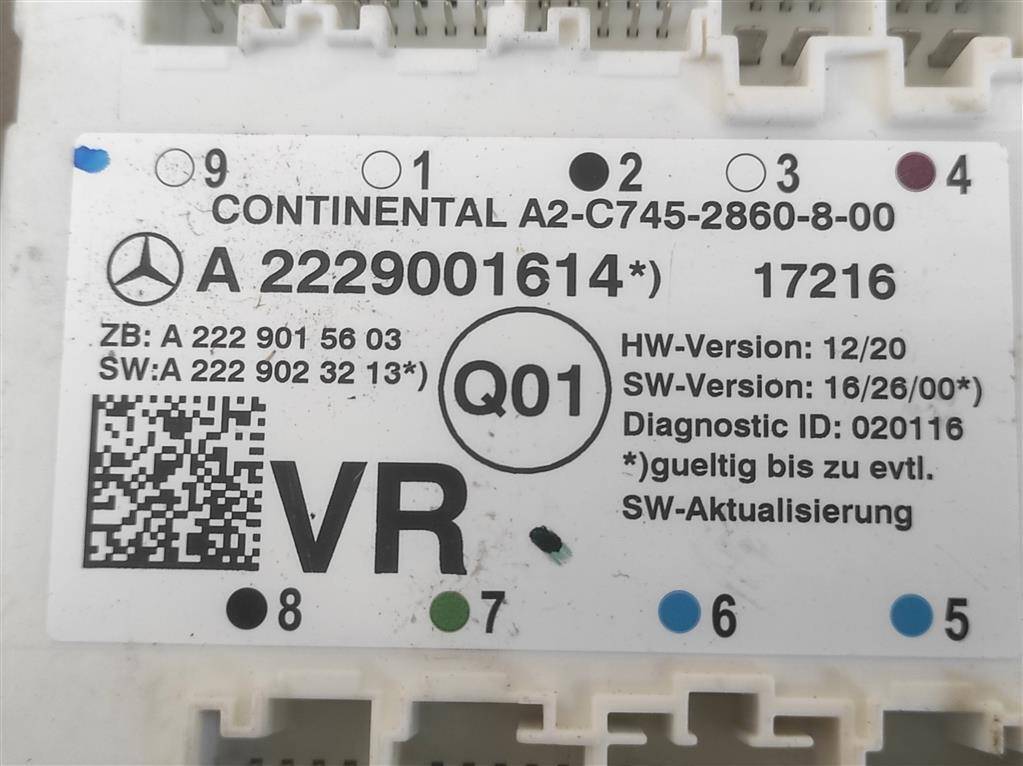 9 1 2 3 4
CONTINENTAL A2-C745-2860-8-00
A 2229001614*) 17216
ZB: A 222 901 56 03
SW:A 222 902 32 13*)
Q01
HW-Version: 12/20
SW-Version: 16/26/00*)
Diagnostic ID: 020116
*)gueltig bis zu evtl.
SW-Aktualisierung
VR
8 7 6 5